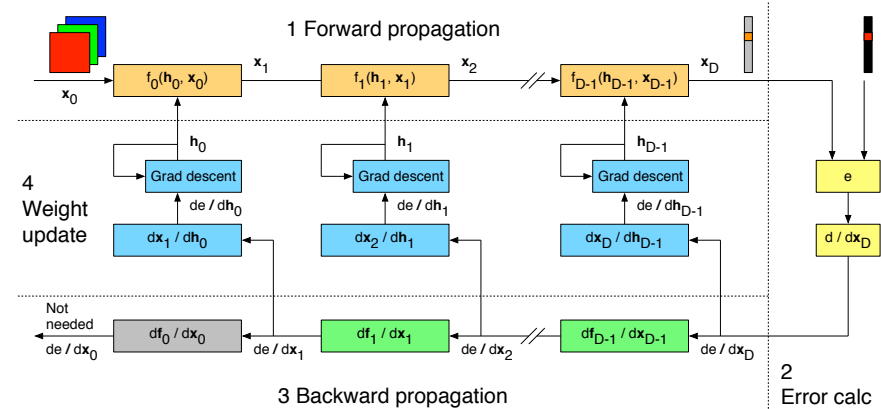 1 Forward propagation
x0
f0(h0, x0)
x1
f1(h1, x1)
x2
fD-1(hD-1, xD-1)
xD
h0
h1
hD-1
Grad descent
Grad descent
Grad descent
e
4
Weight
update
de / dh0
de / dh1
de / dhD-1
dx1 / dh0
dx2 / dh1
dxD / dhD-1
d / dxD
Not
needed
de / dx0
df0 / dx0
de / dx1
df1 / dx1
de / dx2
dfD-1 / dxD-1
de / dxD
3 Backward propagation
2
Error calc